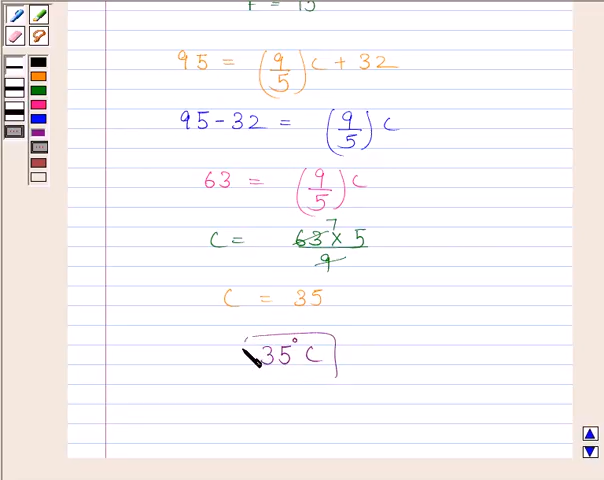 95 = (9/5) C + 32
95 - 32 = (9/5) C
63 = (9/5) C
C = 63 7 × 5 / 9
C = 35
35° C